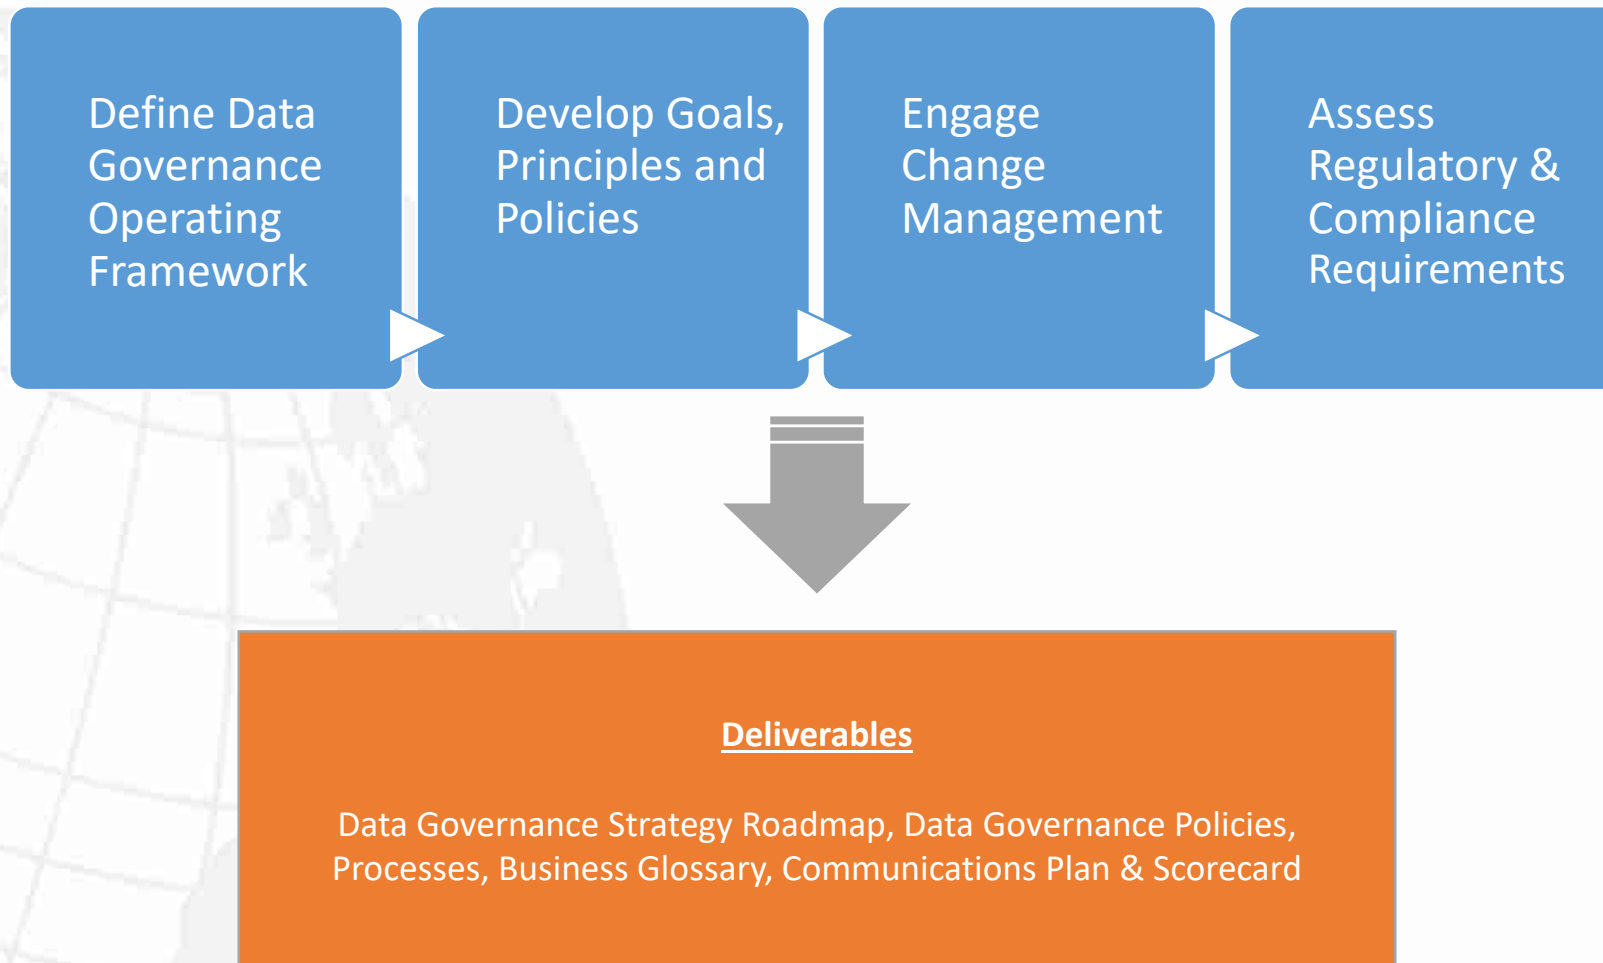 Define Data
Governance
Operating
Framework
Develop Goals,
Principles and
Policies
Engage
Change
Management
Assess
Regulatory &
Compliance
Requirements
Deliverables
Data Governance Strategy Roadmap, Data Governance Policies,
Processes, Business Glossary, Communications Plan & Scorecard